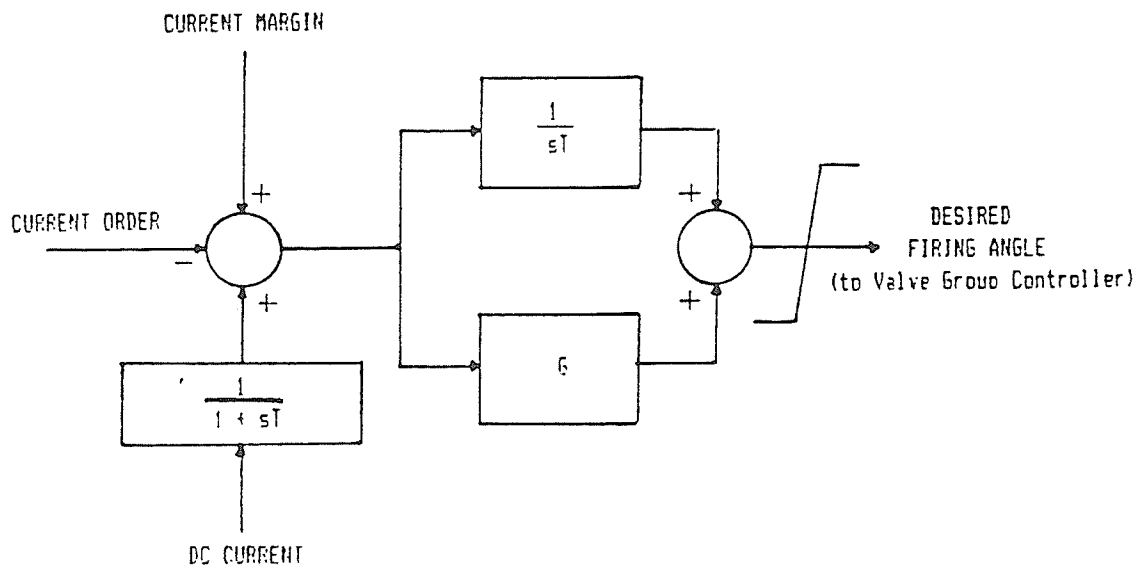 CURRENT MARGIN
1
sT
+
+
CURRENT ORDER
−
DESIRED
FIRING ANGLE
(to Valve Group Controller)
+
+
G
1
1 + sT
DC CURRENT